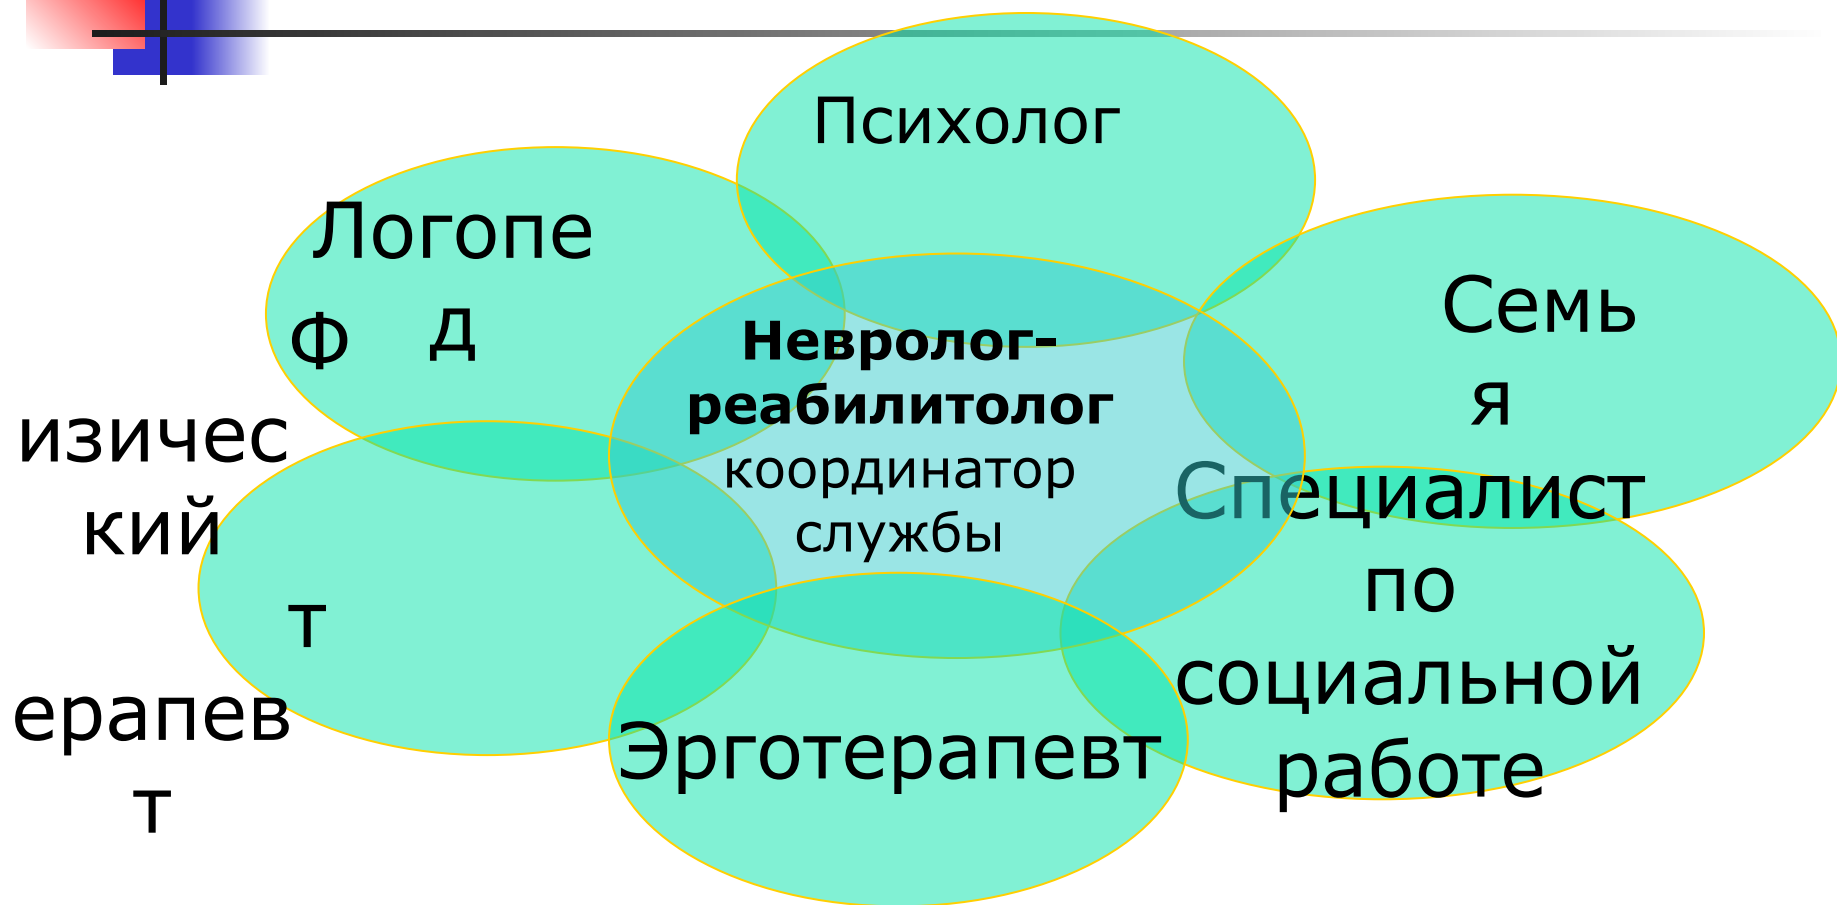 Психолог
Логопе
д
Семь
я
Невролог-
реабилитолог
координатор
службы
Ф
изичес
кий
т
ерапев
т
Специалист
по
социальной
работе
Эрготерапевт